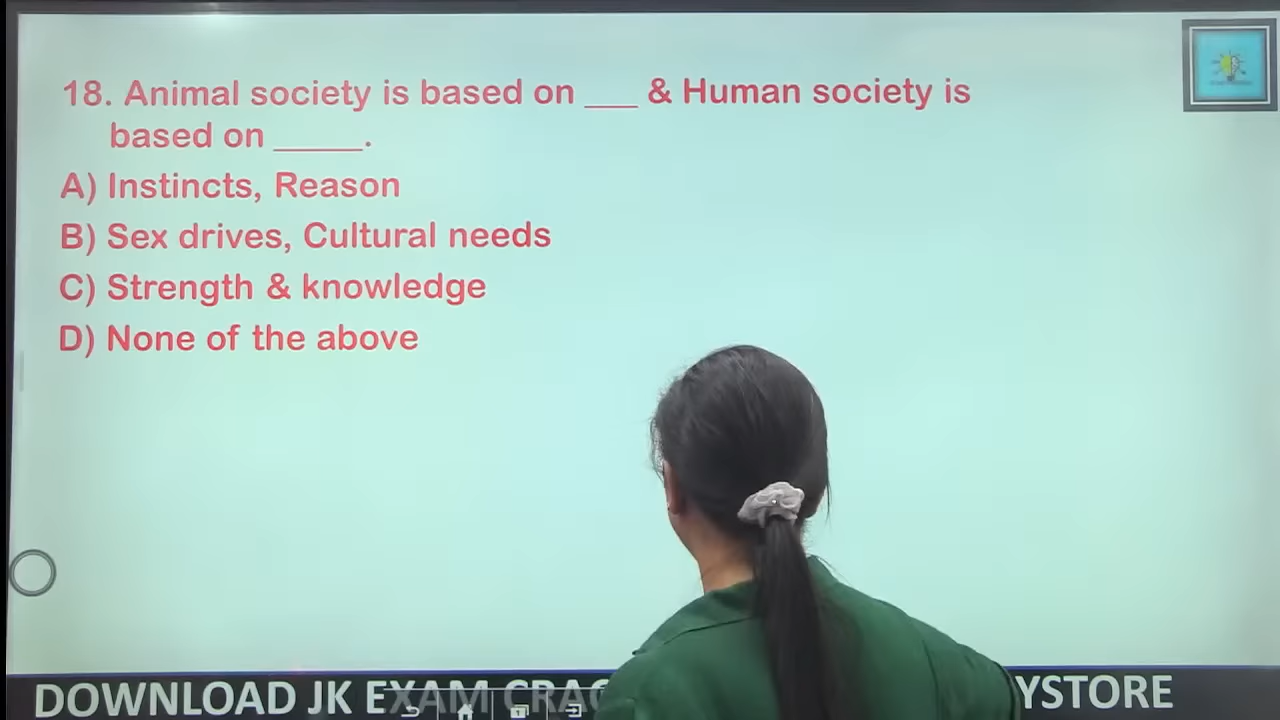 18. Animal society is based on ___ & Human society is
based on _____.
A) Instincts, Reason
B) Sex drives, Cultural needs
C) Strength & knowledge
D) None of the above
DOWNLOAD JK EXAM CRAC YSTORE